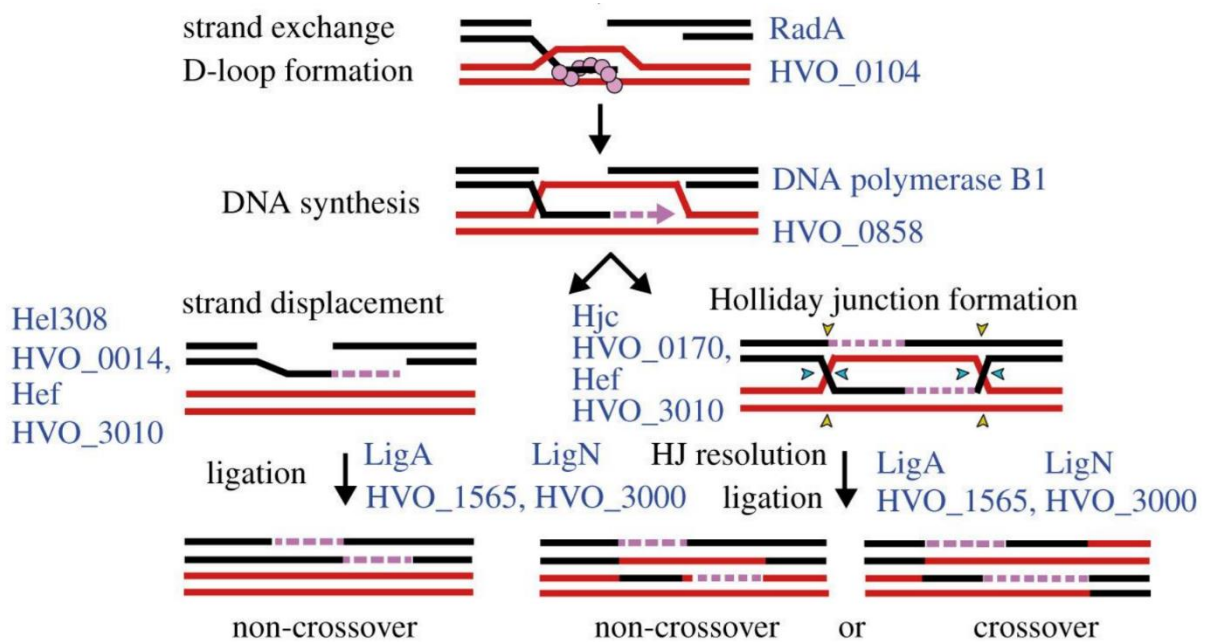 strand exchange
D-loop formation
RadA
HVO_0104
DNA synthesis
DNA polymerase B1
HVO_0858
strand displacement
Hel308
HVO_0014,
Hef
HVO_3010
Holliday junction formation
Hjc
HVO_0170,
Hef
HVO_3010
ligation
LigA LigN
HVO_1565, HVO_3000
HJ resolution
ligation
LigA LigN
HVO_1565, HVO_3000
non-crossover non-crossover or crossover